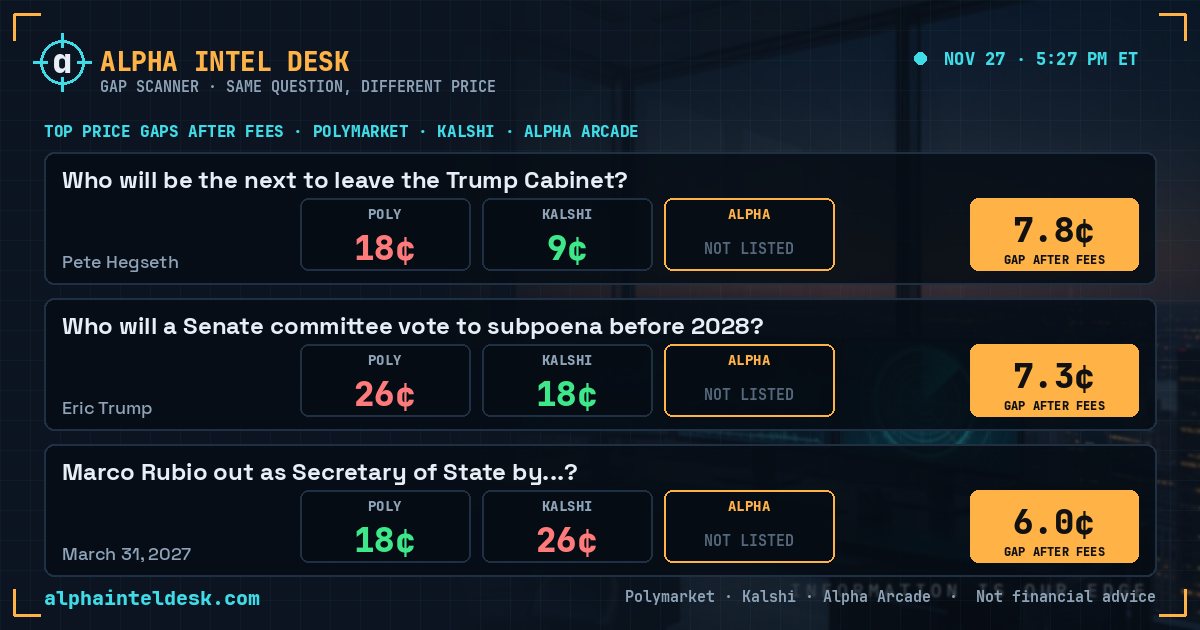 α
ALPHA INTEL DESK
GAP SCANNER · SAME QUESTION, DIFFERENT PRICE
NOV 27 · 5:27 PM ET
TOP PRICE GAPS AFTER FEES · POLYMARKET · KALSHI · ALPHA ARCADE
Who will be the next to leave the Trump Cabinet?
Pete Hegseth
POLY
18¢
KALSHI
9¢
ALPHA
NOT LISTED
7.8¢
GAP AFTER FEES
Who will a Senate committee vote to subpoena before 2028?
Eric Trump
POLY
26¢
KALSHI
18¢
ALPHA
NOT LISTED
7.3¢
GAP AFTER FEES
Marco Rubio out as Secretary of State by...?
March 31, 2027
POLY
18¢
KALSHI
26¢
ALPHA
NOT LISTED
6.0¢
GAP AFTER FEES
INFORMATION IS OUR EDGE
alphainteldesk.com
Polymarket · Kalshi · Alpha Arcade · Not financial advice